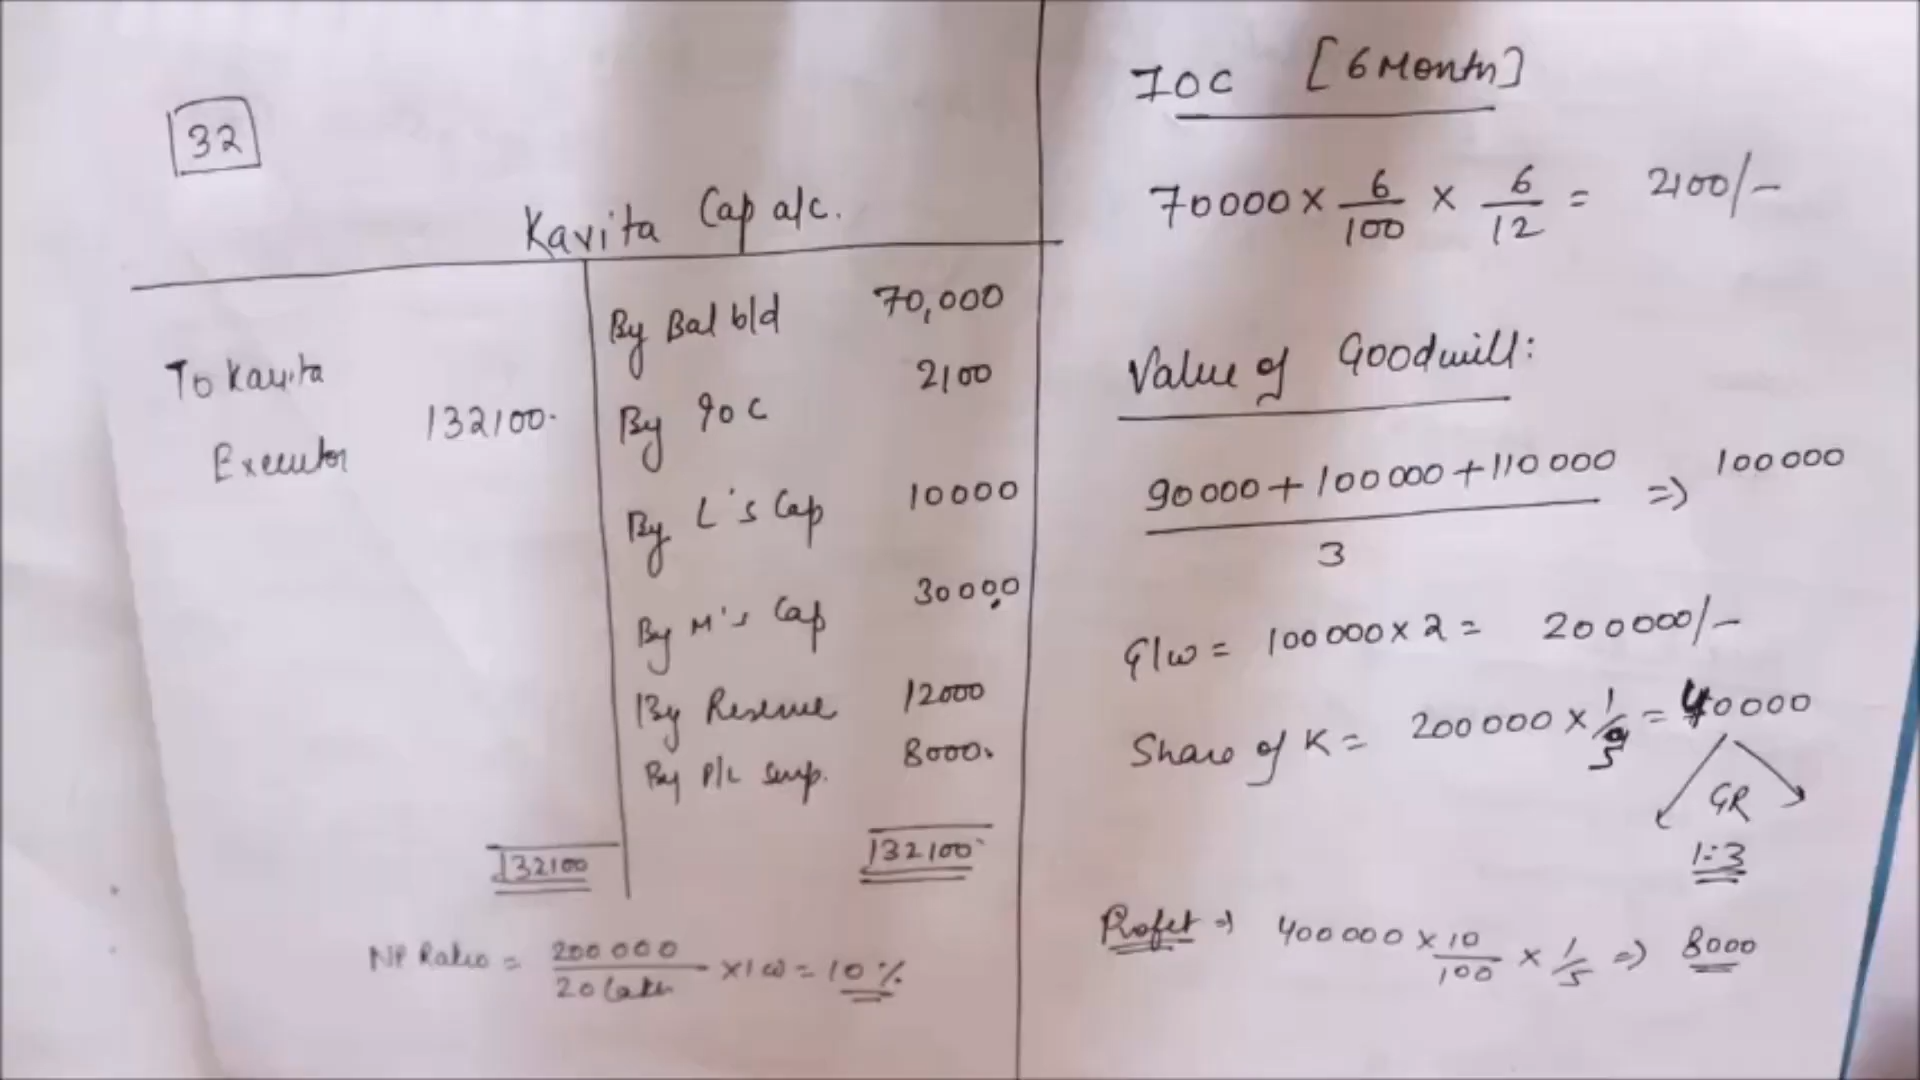 32
Kavita Cap a/c.
To Kavita
Executor 132100.
132100
By Bal b/d 70,000
By IOC 2100
By L's Cap 10000
By M's Cap 30000
By Reserve 12000
By P/L Susp. 8000.
132100
NP Ratio = 200000 / 20 lakh × 100 = 10%
IOC [6 Month]
70000 × 6/100 × 6/12 = 2100/-
Value of Goodwill:
90000 + 100000 + 110000 / 3 => 100000
G/w = 100000 × 2 = 200000/-
Share of K = 200000 × 1/5 = 40000
GR
1:3
Profit => 400000 × 10/100 × 1/5 => 8000